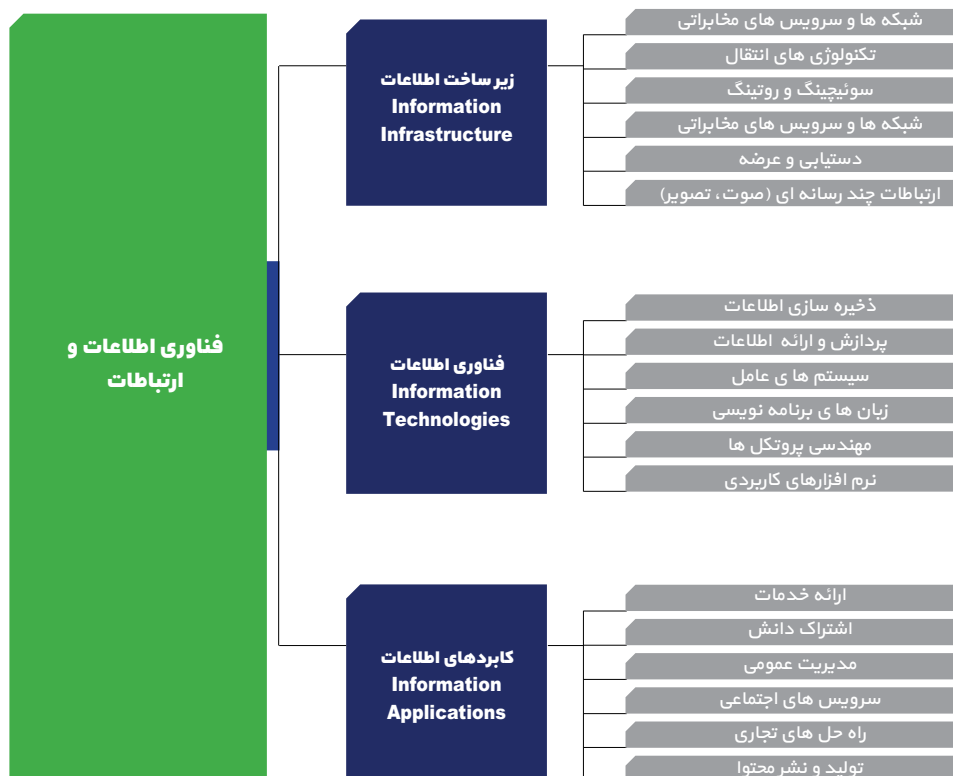 فناوری اطلاعات و
ارتباطات
زیر ساخت اطلاعات
Information
Infrastructure
شبکه ها و سرویس های مخابراتی
تکنولوژی های انتقال
سوئیچینگ و روتینگ
شبکه ها و سرویس های مخابراتی
دستیابی و عرضه
ارتباطات چند رسانه ای (صوت، تصویر)
فناوری اطلاعات
Information
Technologies
ذخیره سازی اطلاعات
پردازش و ارائه اطلاعات
سیستم ها ی عامل
زبان ها ی برنامه نویسی
مهندسی پروتکل ها
نرم افزارهای کاربردی
کابردهای اطلاعات
Information
Applications
ارائه خدمات
اشتراک دانش
مدیریت عمومی
سرویس های اجتماعی
راه حل های تجاری
تولید و نشر محتوا